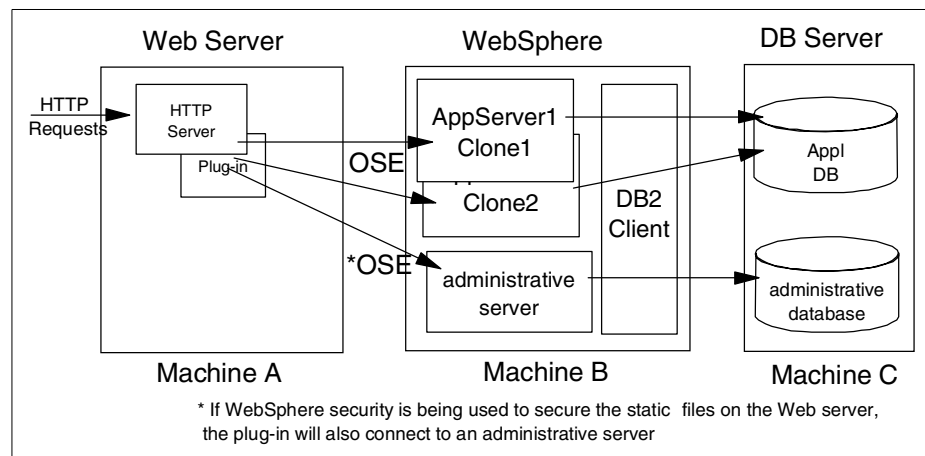 Web Server
WebSphere
DB Server
HTTP
Requests
HTTP
Server
Plug-in
OSE
*OSE
AppServer1
Clone1
Clone2
administrative
server
DB2
Client
Appl
DB
administrative
database
Machine A
Machine B
Machine C
* If WebSphere security is being used to secure the static files on the Web server,
the plug-in will also connect to an administrative server